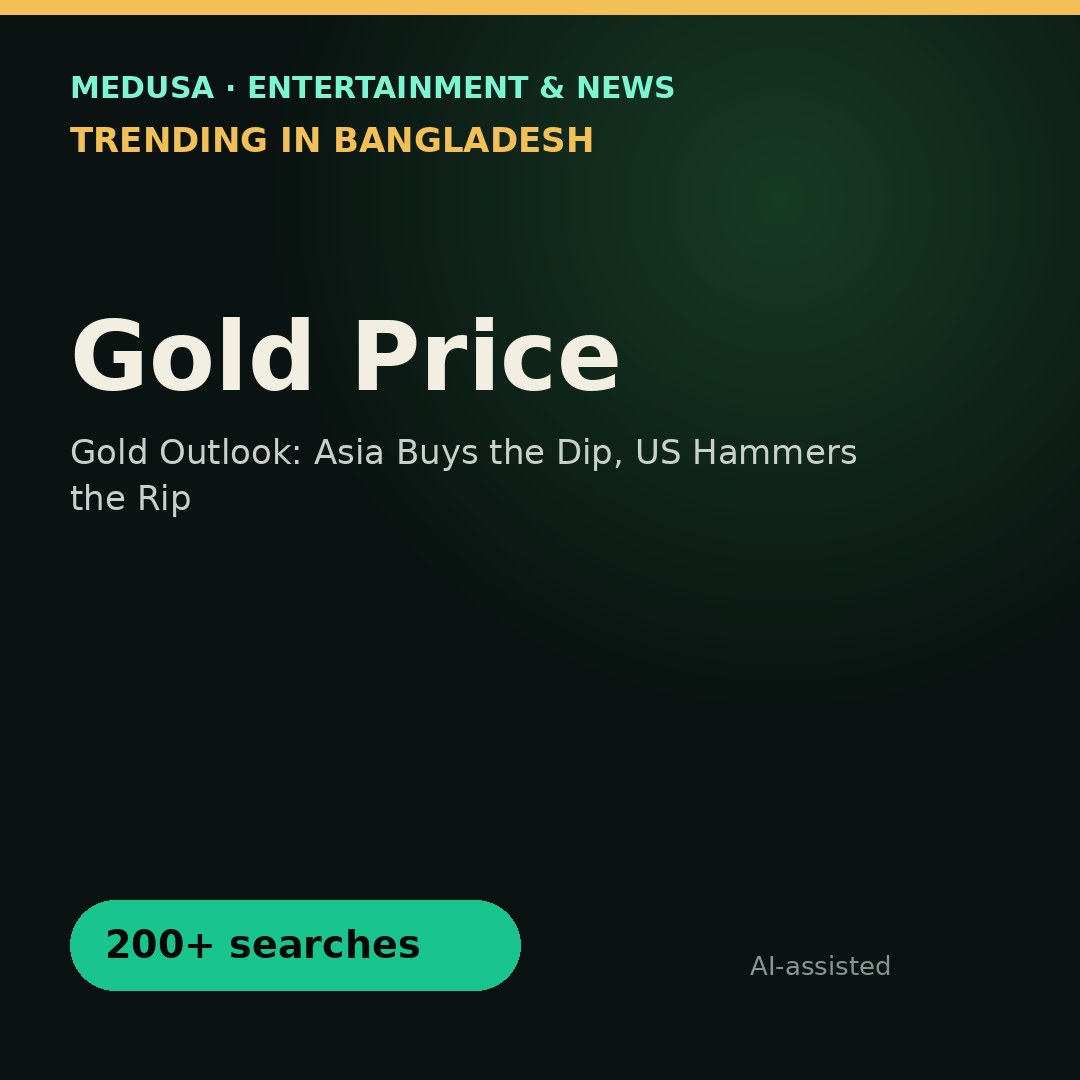 MEDUSA · ENTERTAINMENT & NEWS
TRENDING IN BANGLADESH
Gold Price
Gold Outlook: Asia Buys the Dip, US Hammers
the Rip
200+ searches
AI-assisted